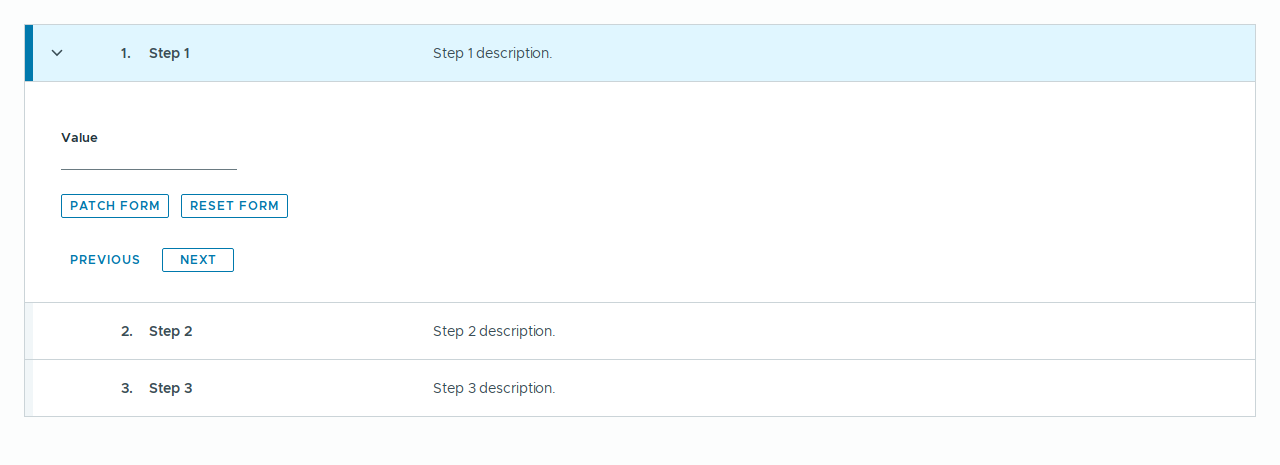 1. Step 1 Step 1 description.
Value
PATCH FORM RESET FORM
PREVIOUS NEXT
2. Step 2 Step 2 description.
3. Step 3 Step 3 description.